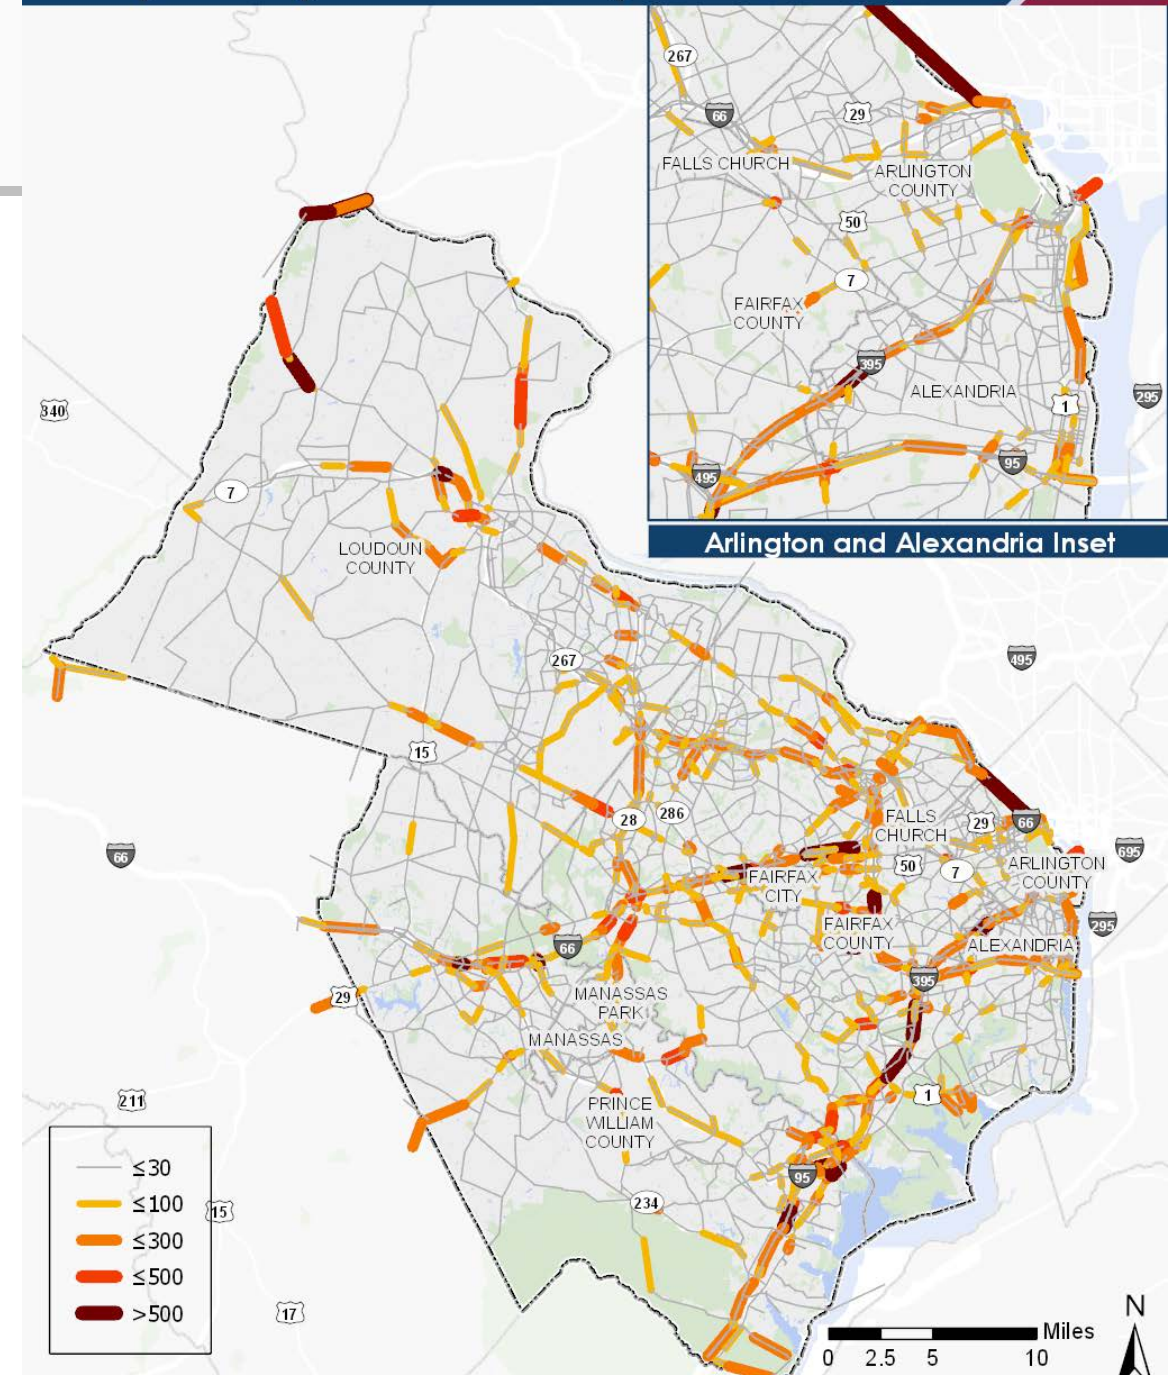 267
66
29
FALLS CHURCH
ARLINGTON
COUNTY
50
7
FAIRFAX
COUNTY
395
ALEXANDRIA
1
295
495
95
Arlington and Alexandria Inset
340
7
LOUDOUN
COUNTY
267
495
15
28
286
FALLS
CHURCH
29
66
66
FAIRFAX
CITY
50
7
ARLINGTON
COUNTY
695
FAIRFAX
COUNTY
295
66
ALEXANDRIA
395
29
MANASSAS
PARK
MANASSAS
211
1
PRINCE
WILLIAM
COUNTY
95
234
15
17
≤30
≤100
≤300
≤500
>500
N
Miles
0 2.5 5 10